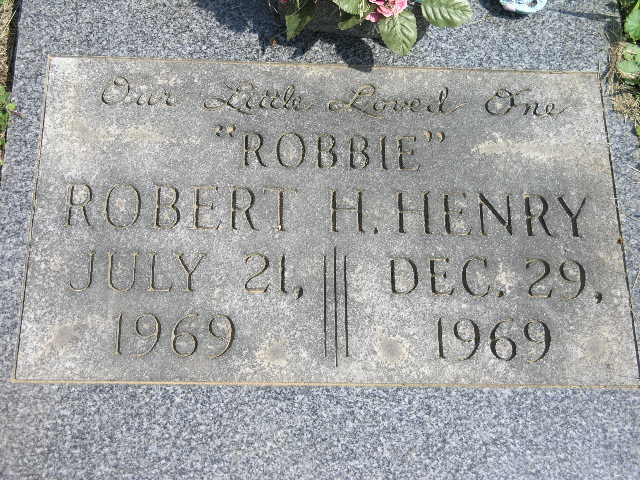 Our Little Loved One
"ROBBIE"
ROBERT H. HENRY
JULY 21, DEC. 29,
1969 1969